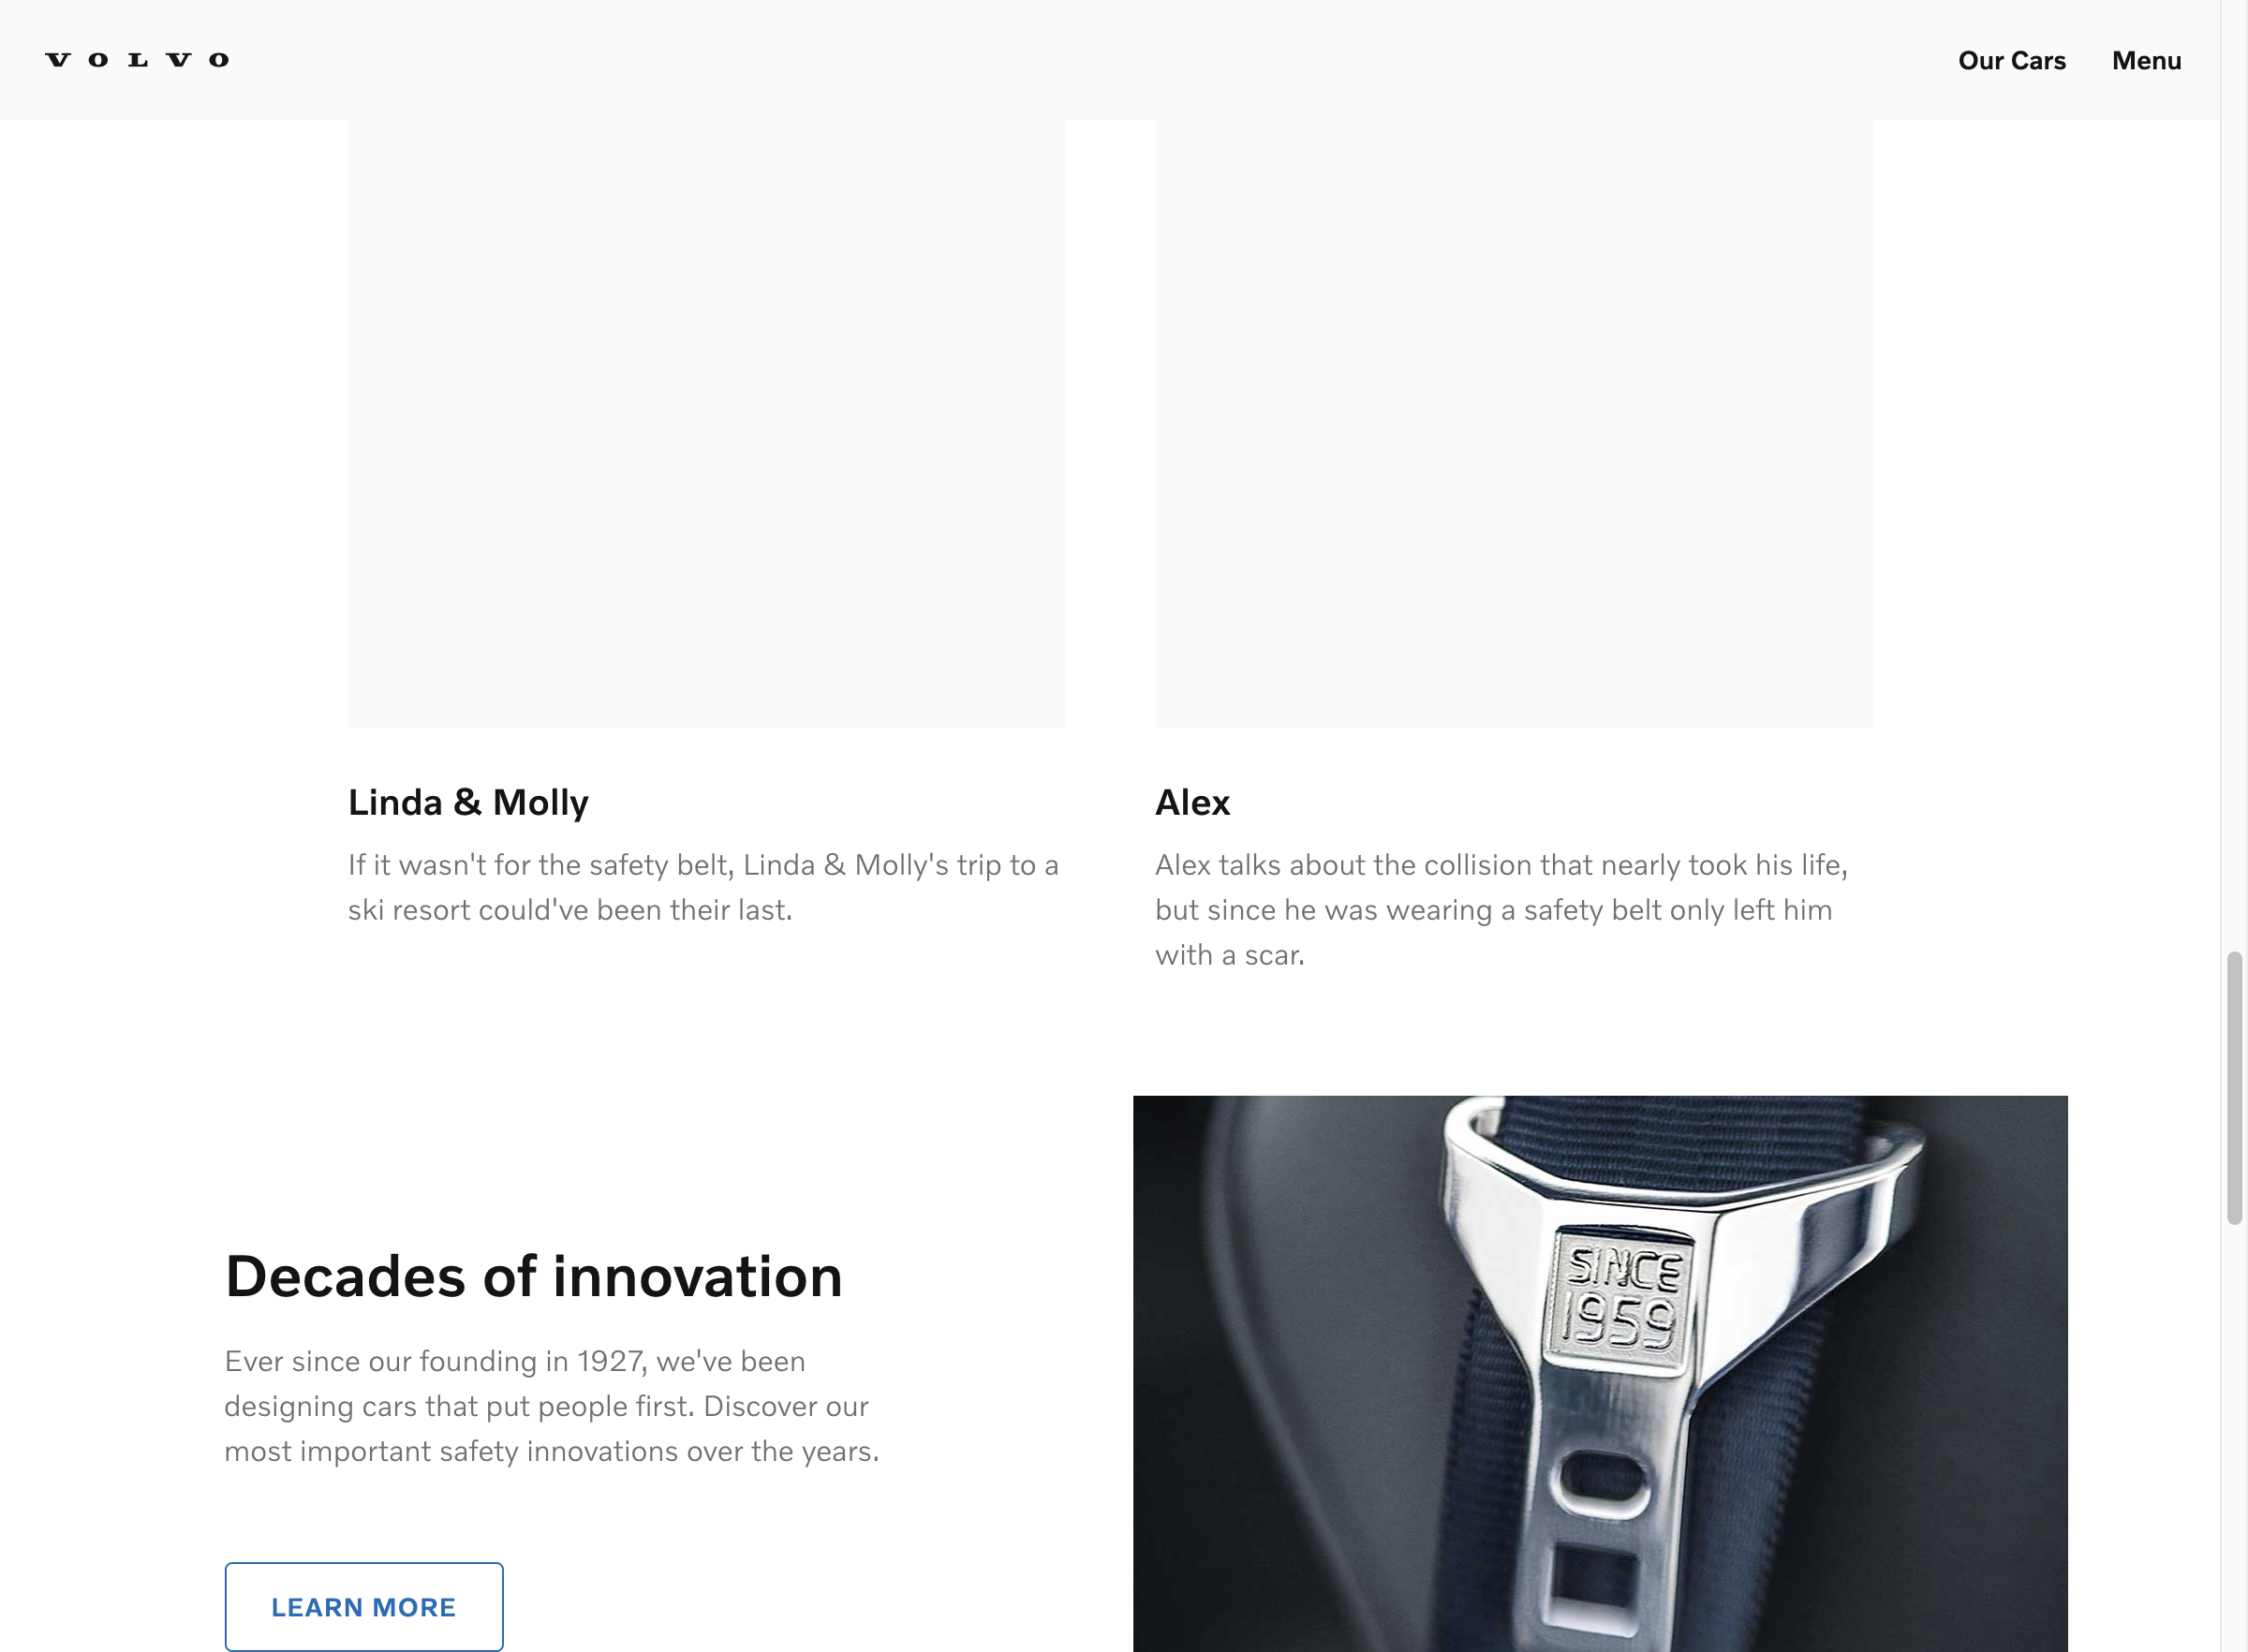 VOLVO
Our Cars
Menu
Linda & Molly
If it wasn't for the safety belt, Linda & Molly's trip to a
ski resort could've been their last.
Alex
Alex talks about the collision that nearly took his life,
but since he was wearing a safety belt only left him
with a scar.
Decades of innovation
Ever since our founding in 1927, we've been
designing cars that put people first. Discover our
most important safety innovations over the years.
LEARN MORE
SINCE
1959